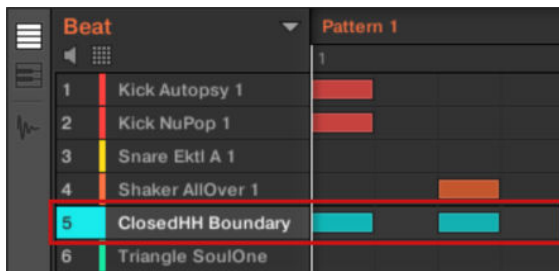 Beat
Pattern 1
1
1 Kick Autopsy 1
2 Kick NuPop 1
3 Snare Ektl A 1
4 Shaker AllOver 1
5 ClosedHH Boundary
6 Triangle SoulOne